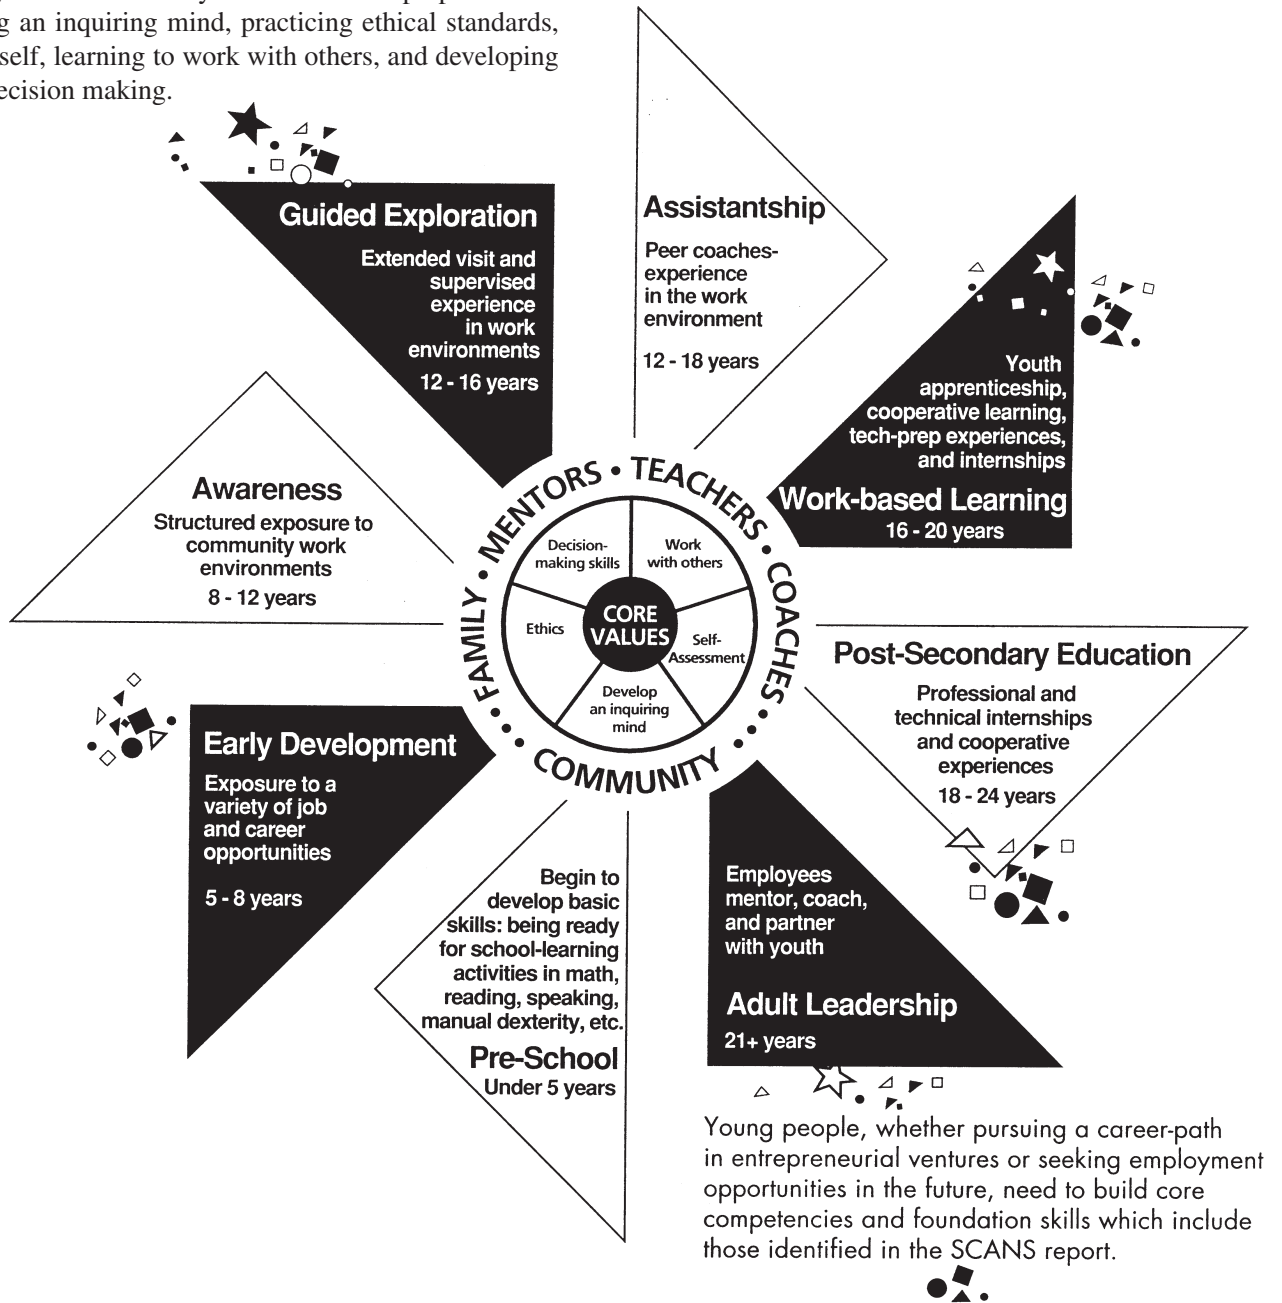 g an inquiring mind, practicing ethical standards,
self, learning to work with others, and developing
ecision making.
Guided Exploration
Extended visit and
supervised
experience
in work
environments
12 - 16 years
Assistantship
Peer coaches-
experience
in the work
environment
12 - 18 years
Youth
apprenticeship,
cooperative learning,
tech-prep experiences,
and internships
Work-based Learning
16 - 20 years
Awareness
Structured exposure to
community work
environments
8 - 12 years
FAMILY • MENTORS • TEACHERS • COACHES • • • COMMUNITY • • •
Decision-
making skills
Work
with others
Ethics
CORE
VALUES
Self-
Assessment
Develop
an inquiring
mind
Post-Secondary Education
Professional and
technical internships
and cooperative
experiences
18 - 24 years
Early Development
Exposure to a
variety of job
and career
opportunities
5 - 8 years
Begin to
develop basic
skills: being ready
for school-learning
activities in math,
reading, speaking,
manual dexterity, etc.
Pre-School
Under 5 years
Employees
mentor, coach,
and partner
with youth
Adult Leadership
21+ years
Young people, whether pursuing a career-path
in entrepreneurial ventures or seeking employment
opportunities in the future, need to build core
competencies and foundation skills which include
those identified in the SCANS report.